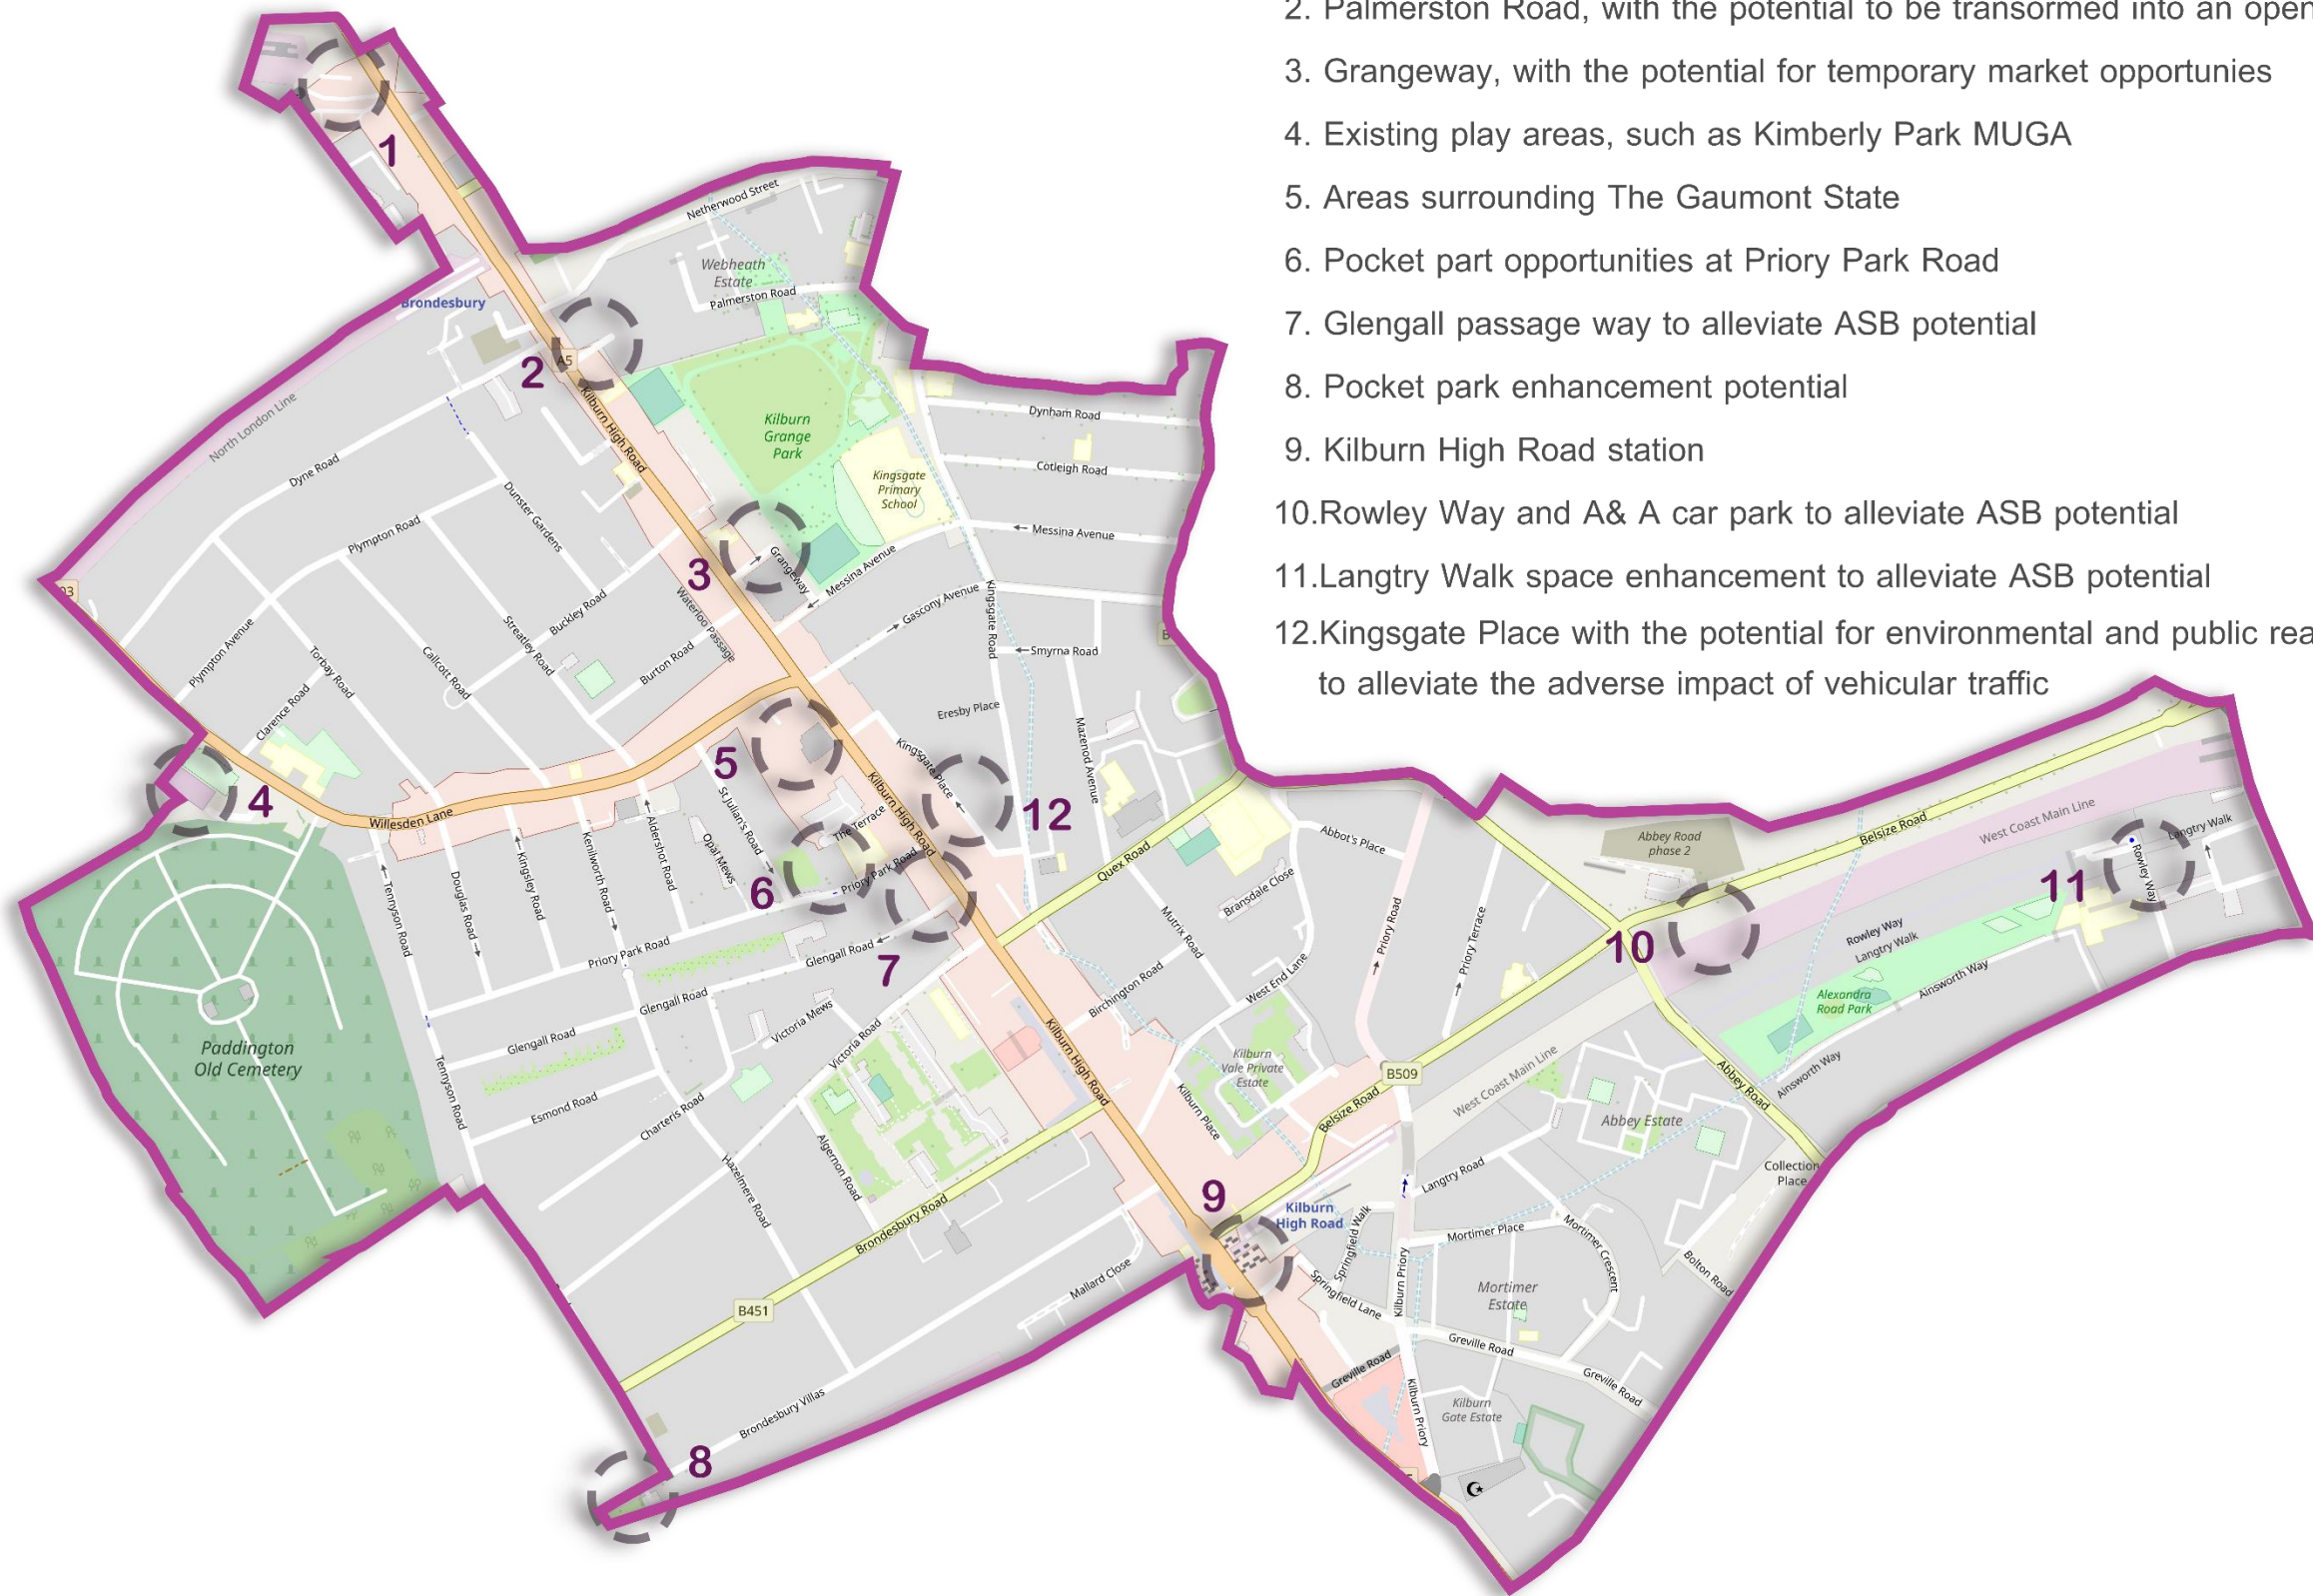 2. Palmerston Road, with the potential to be transormed into an open
3. Grangeway, with the potential for temporary market opportunies
4. Existing play areas, such as Kimberly Park MUGA
5. Areas surrounding The Gaumont State
6. Pocket part opportunities at Priory Park Road
7. Glengall passage way to alleviate ASB potential
8. Pocket park enhancement potential
9. Kilburn High Road station
10.Rowley Way and A& A car park to alleviate ASB potential
11.Langtry Walk space enhancement to alleviate ASB potential
12.Kingsgate Place with the potential for environmental and public rea
to alleviate the adverse impact of vehicular traffic
1
Netherwood Street
Webheath
Estate
Palmerston Road
Brondesbury
2
A5
Kilburn High Road
North London Line
Dyne Road
Kilburn
Grange
Park
Kingsgate
Primary
School
Dynham Road
Cotleigh Road
Messina Avenue
Dunster Gardens
Plympton Road
3
Grangeway
Messina Avenue
Gascony Avenue
Kingsgate Road
Smyrna Road
Waterloo Passage
Buckley Road
Streatley Road
Burton Road
Callcott Road
Torbay Road
Plympton Avenue
Clarence Road
Eresby Place
Mazenod Avenue
Kingsgate Place
5
Kilburn High Road
12
4
Willesden Lane
St Julian's Road
The Terrace
Opal Mews
Aldershot Road
Kenilworth Road
Kingsley Road
Douglas Road
Tennyson Road
6
Priory Park Road
Priory Park Road
7
Glengall Road
Glengall Road
Glengall Road
Quex Road
Abbot's Place
Bransdale Close
Mutrix Road
West End Lane
Birchington Road
Priory Road
Priory Terrace
Abbey Road
phase 2
Belsize Road
West Coast Main Line
Langtry Walk
Rowley Way
11
10
Rowley Way
Langtry Walk
Ainsworth Way
Alexandra
Road Park
Ainsworth Way
Abbey Road
Paddington
Old Cemetery
Tennyson Road
Esmond Road
Charteris Road
Victoria Mews
Victoria Road
Algernon Road
Hazelmere Road
Kilburn High Road
Kilburn
Vale Private
Estate
Kilburn Place
B509
Belsize Road
West Coast Main Line
Abbey Estate
Collection
Place
Langtry Road
9
Kilburn
High Road
Springfield Walk
Mortimer Place
Mortimer Crescent
Bolton Road
Brondesbury Road
B451
Mallard Close
Springfield Lane
Kilburn Priory
Mortimer
Estate
Greville Road
Greville Road
Greville Road
Kilburn Priory
Kilburn
Gate Estate
Brondesbury Villas
8